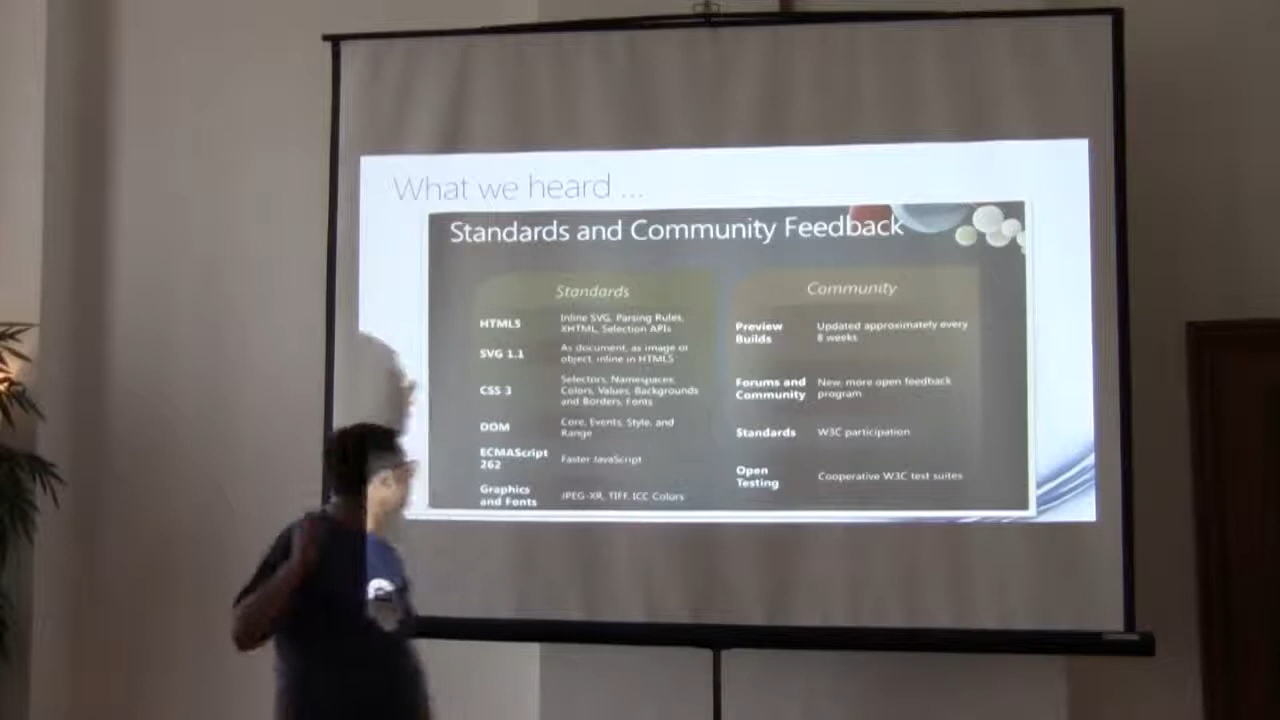 What we heard ...
Standards and Community Feedback
Standards
HTML5
Inline SVG, Parsing Rules,
XHTML, Selection APIs
SVG 1.1
As document, as image or
object, inline in HTML5
CSS 3
Selectors, Namespaces,
Colors, Values, Backgrounds
and Borders, Fonts
DOM
Core, Events, Style, and
Range
ECMAScript
262
Faster JavaScript
Graphics
and Fonts
JPEG-XR, TIFF, ICC Colors
Community
Preview
Builds
Updated approximately every
8 weeks
Forums and
Community
New, more open feedback
program
Standards
W3C participation
Open
Testing
Cooperative W3C test suites